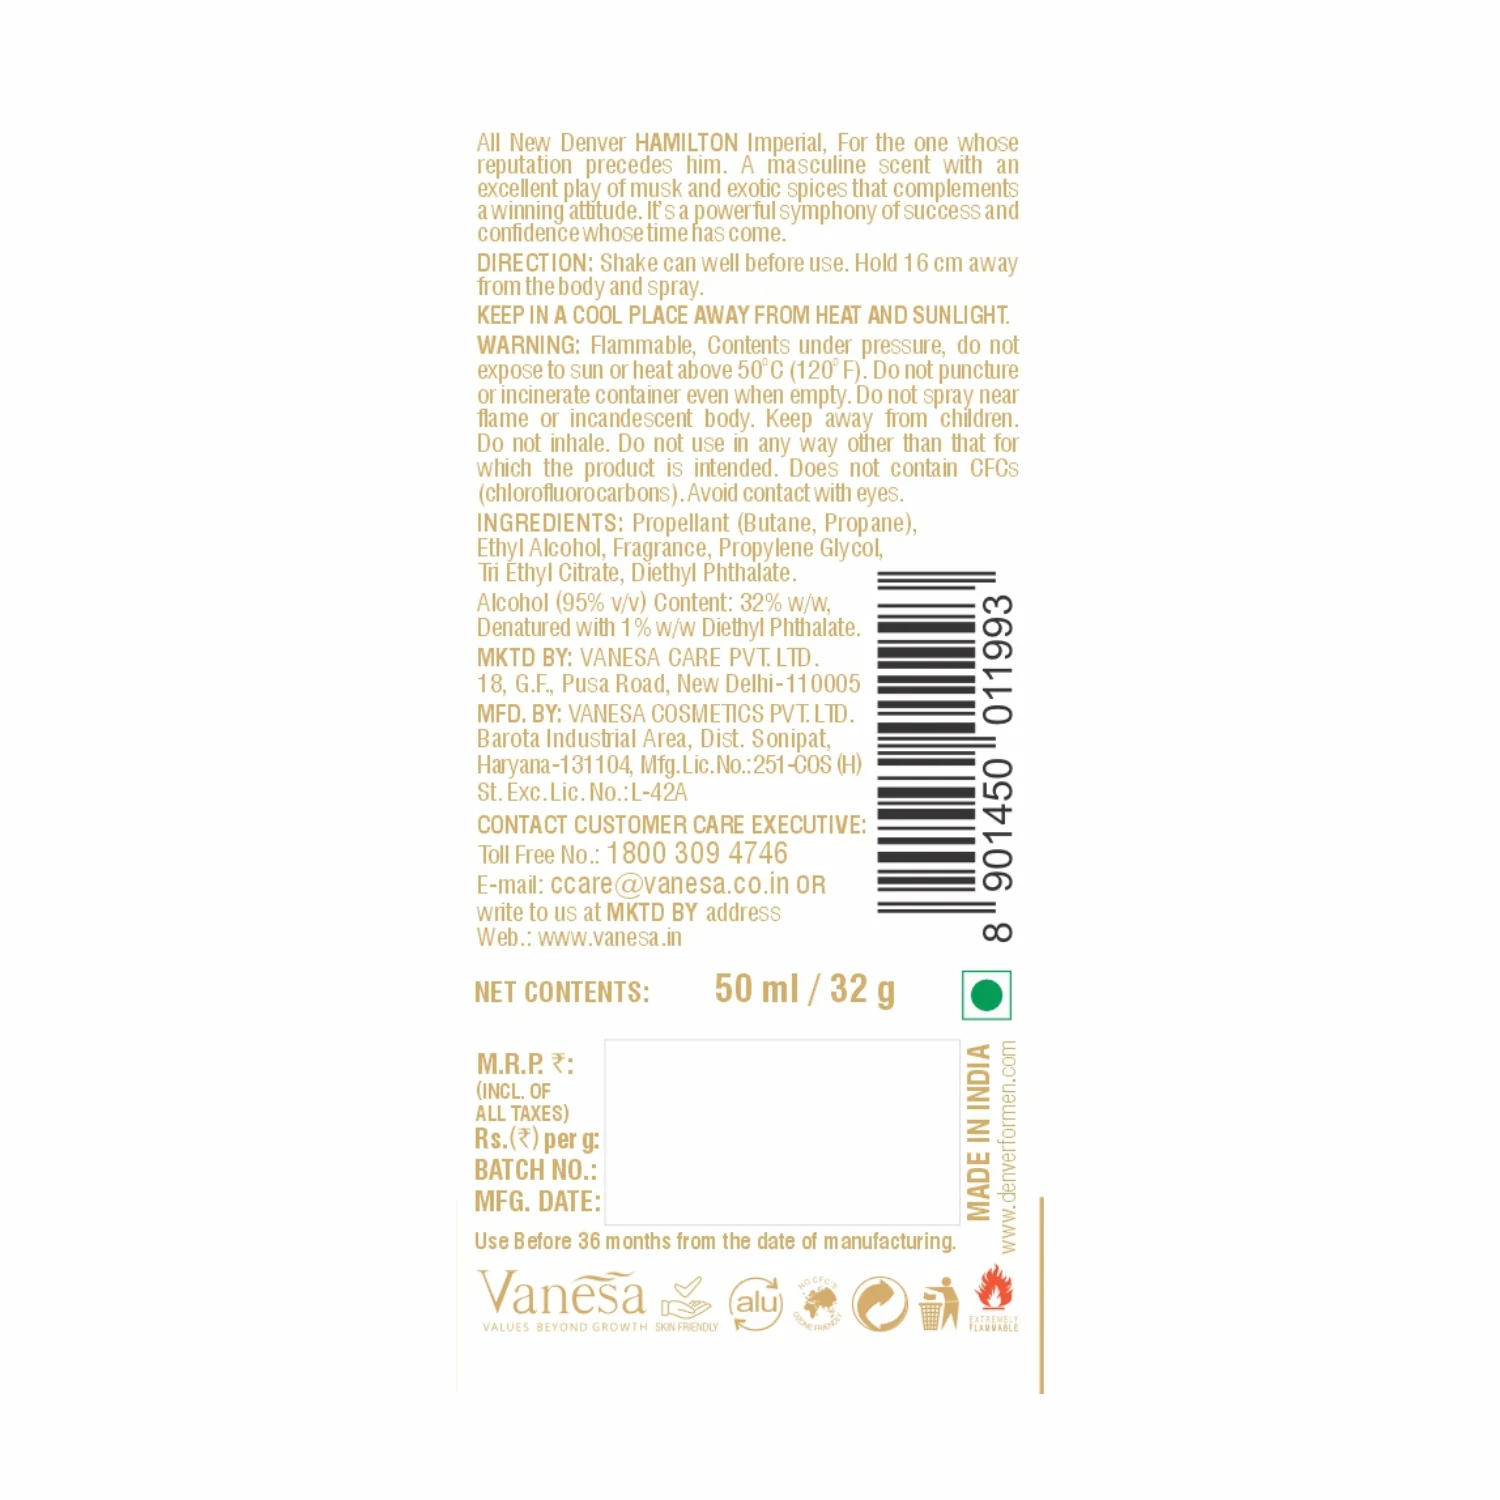 All New Denver HAMILTON Imperial, For the one whose
reputation precedes him. A masculine scent with an
excellent play of musk and exotic spices that complements
a winning attitude. It's a powerful symphony of success and
confidence whose time has come.
DIRECTION: Shake can well before use. Hold 16 cm away
from the body and spray.
KEEP IN A COOL PLACE AWAY FROM HEAT AND SUNLIGHT.
WARNING: Flammable, Contents under pressure, do not
expose to sun or heat above 50°C (120°F). Do not puncture
or incinerate container even when empty. Do not spray near
flame or incandescent body. Keep away from children.
Do not inhale. Do not use in any way other than that for
which the product is intended. Does not contain CFCs
(chlorofluorocarbons). Avoid contact with eyes.
INGREDIENTS: Propellant (Butane, Propane),
Ethyl Alcohol, Fragrance, Propylene Glycol,
Tri Ethyl Citrate, Diethyl Phthalate.
Alcohol (95% v/v) Content: 32% w/w,
Denatured with 1% w/w Diethyl Phthalate.
MKTD BY: VANESA CARE PVT. LTD.
18, G.F., Pusa Road, New Delhi-110005
MFD. BY: VANESA COSMETICS PVT. LTD.
Barota Industrial Area, Dist. Sonipat,
Haryana-131104, Mfg.Lic.No.:251-COS (H)
St. Exc. Lic. No.: L-42A
CONTACT CUSTOMER CARE EXECUTIVE:
Toll Free No.: 1800 309 4746
E-mail: ccare@vanesa.co.in OR
write to us at MKTD BY address
Web.: www.vanesa.in
8 901450 011993
NET CONTENTS: 50 ml / 32 g
M.R.P. ₹:
(INCL. OF
ALL TAXES)
Rs.(₹) per g:
BATCH NO.:
MFG. DATE:
MADE IN INDIA
www.denverformen.com
Use Before 36 months from the date of manufacturing.
Vanesa
VALUES BEYOND GROWTH
SKIN FRIENDLY
alu
NO CFC'S
OZONE FRIENDLY
EXTREMELY
FLAMMABLE